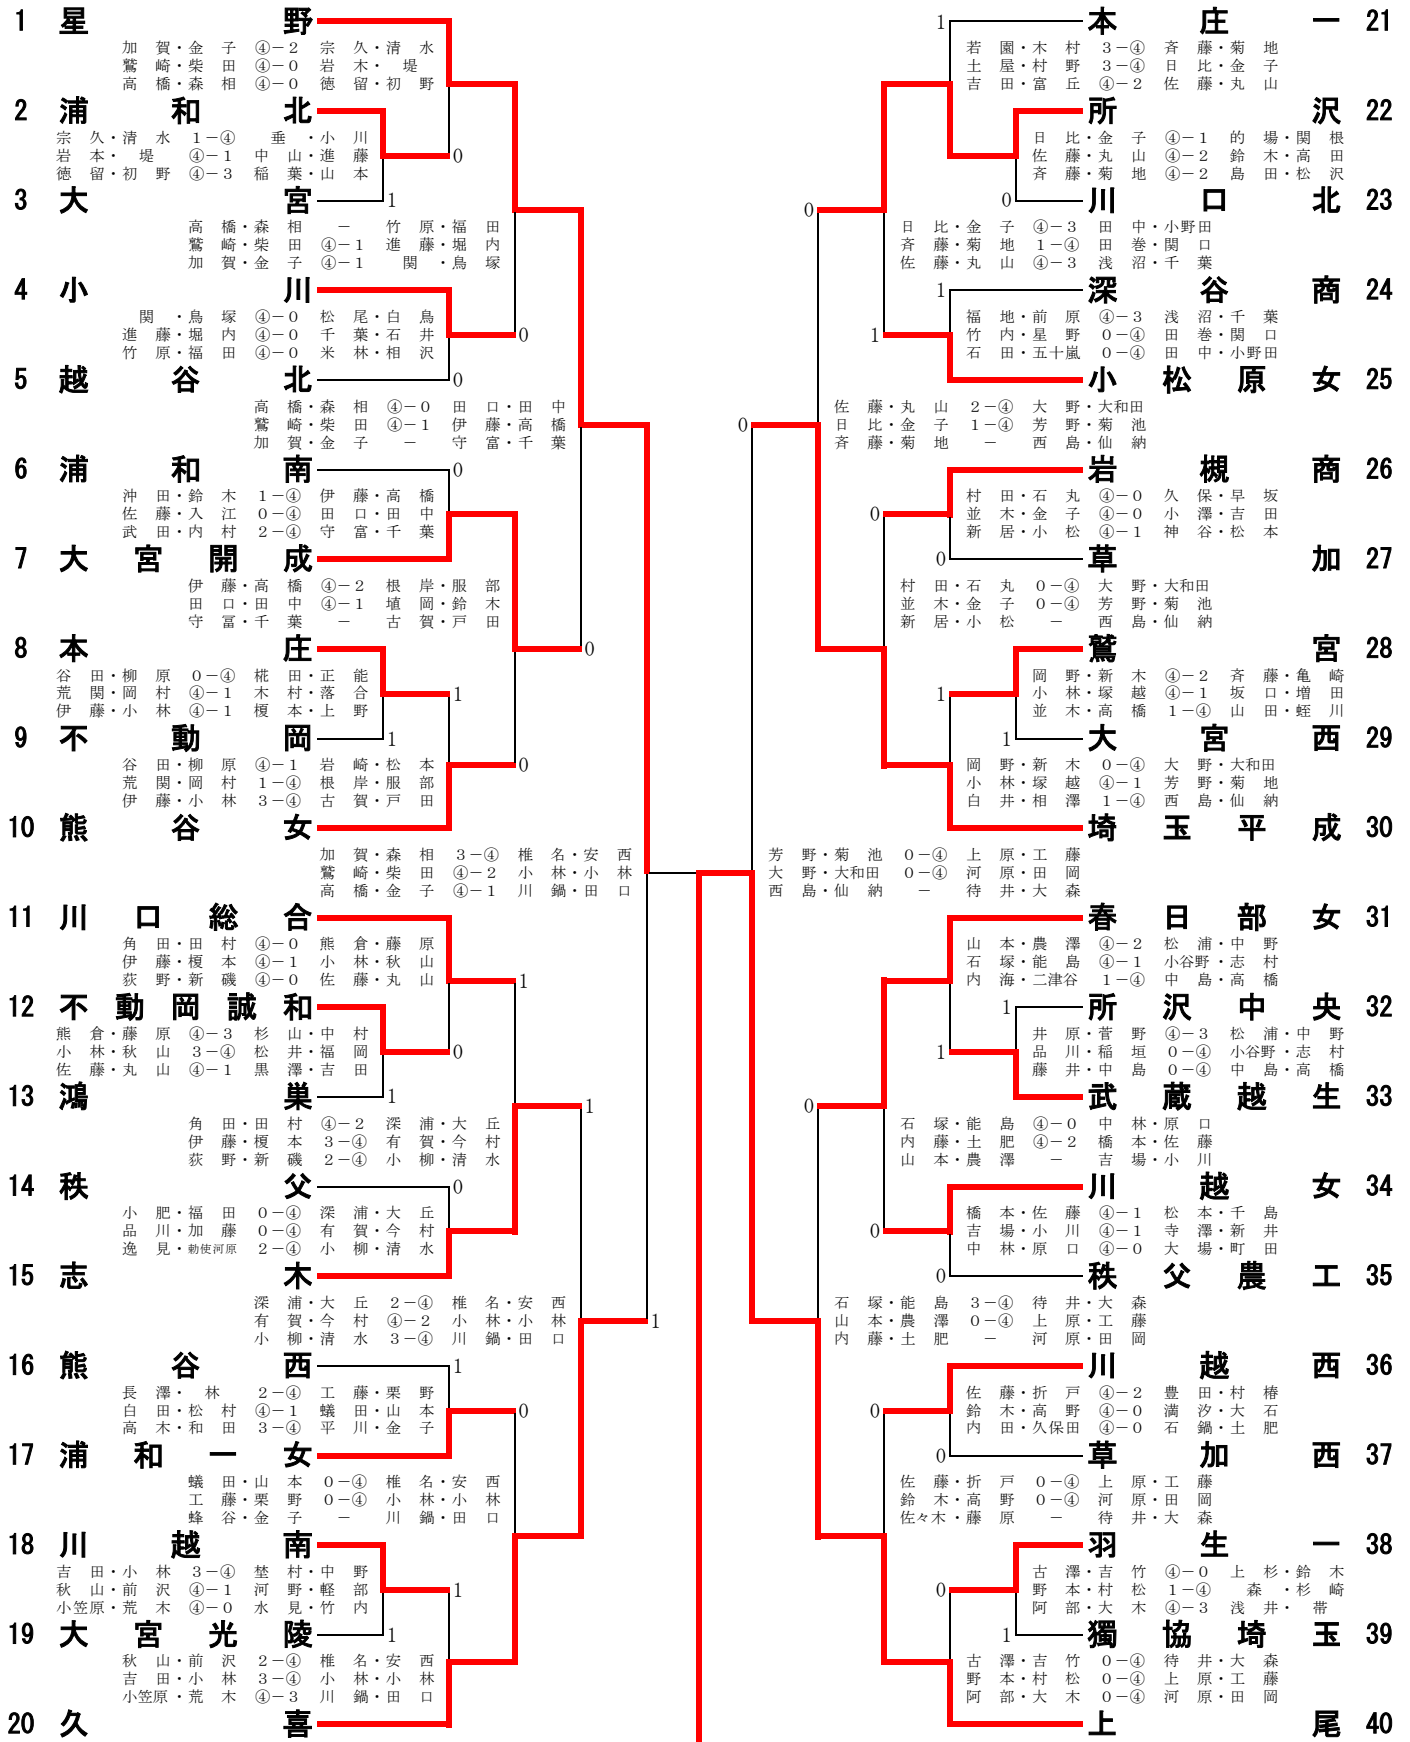 1 星野
加賀・金子 ④－2 宗久・清水
鷲崎・柴田 ④－0 岩木・堤
高橋・森相 ④－0 徳留・初野
2 浦和北
0
宗久・清水 1－④ 垂・小川
岩本・堤 ④－1 中山・進藤
徳留・初野 ④－3 稲葉・山本
3 大宮
1
高橋・森相 － 竹原・福田
鷲崎・柴田 ④－1 進藤・堀内
加賀・金子 ④－1 関・鳥塚
4 小川
関・鳥塚 ④－0 松尾・白鳥
進藤・堀内 ④－0 千葉・石井
竹原・福田 ④－0 米林・相沢
0
5 越谷北
0
高橋・森相 ④－0 田口・田中
鷲崎・柴田 ④－1 伊藤・高橋
加賀・金子 － 守富・千葉
6 浦和南
0
沖田・鈴木 1－④ 伊藤・高橋
佐藤・入江 0－④ 田口・田中
武田・内村 2－④ 守富・千葉
7 大宮開成
伊藤・高橋 ④－2 根岸・服部
田口・田中 ④－1 埴岡・鈴木
守冨・千葉 － 古賀・戸田
8 本庄
0
谷田・柳原 0－④ 椛田・正能
荒関・岡村 ④－1 木村・落合
伊藤・小林 ④－1 榎本・上野
1
9 不動岡
1
谷田・柳原 ④－1 岩崎・松本
荒関・岡村 1－④ 根岸・服部
伊藤・小林 3－④ 古賀・戸田
0
10 熊谷女
加賀・森相 3－④ 椎名・安西
鷲崎・柴田 ④－2 小林・小林
高橋・金子 ④－1 川鍋・田口
11 川口総合
角田・田村 ④－0 熊倉・藤原
伊藤・榎本 ④－1 小林・秋山
荻野・新磯 ④－0 佐藤・丸山
1
12 不動岡誠和
熊倉・藤原 ④－3 杉山・中村
小林・秋山 3－④ 松井・福岡
佐藤・丸山 ④－1 黒澤・吉田
0
13 鴻巣
1
1
角田・田村 ④－2 深浦・大丘
伊藤・榎本 3－④ 有賀・今村
荻野・新磯 2－④ 小柳・清水
14 秩父
0
小肥・福田 0－④ 深浦・大丘
品川・加藤 0－④ 有賀・今村
逸見・勅使河原 2－④ 小柳・清水
15 志木
深浦・大丘 2－④ 椎名・安西
有賀・今村 ④－2 小林・小林
小柳・清水 3－④ 川鍋・田口
1
16 熊谷西
1
長澤・林 2－④ 工藤・栗野
白田・松村 ④－1 蟻田・山本
高木・和田 3－④ 平川・金子
0
17 浦和一女
蟻田・山本 0－④ 椎名・安西
工藤・栗野 0－④ 小林・小林
蜂谷・金子 － 川鍋・田口
18 川越南
吉田・小林 3－④ 埜村・中野
秋山・前沢 ④－1 河野・軽部
小笠原・荒木 ④－0 水見・竹内
1
19 大宮光陵
1
秋山・前沢 2－④ 椎名・安西
吉田・小林 3－④ 小林・小林
小笠原・荒木 ④－3 川鍋・田口
20 久喜
1
本庄一 21
若園・木村 3－④ 斉藤・菊地
土屋・村野 3－④ 日比・金子
吉田・富丘 ④－2 佐藤・丸山
所沢 22
日比・金子 ④－1 的場・関根
佐藤・丸山 ④－2 鈴木・高田
斉藤・菊地 ④－2 島田・松沢
0
川口北 23
0
日比・金子 ④－3 田中・小野田
斉藤・菊地 1－④ 田巻・関口
佐藤・丸山 ④－3 浅沼・千葉
1
深谷商 24
福地・前原 ④－3 浅沼・千葉
竹内・星野 0－④ 田巻・関口
石田・五十嵐 0－④ 田中・小野田
1
小松原女 25
佐藤・丸山 2－④ 大野・大和田
日比・金子 1－④ 芳野・菊池
斉藤・菊地 － 西島・仙納
0
岩槻商 26
村田・石丸 ④－0 久保・早坂
並木・金子 ④－0 小澤・吉田
新居・小松 ④－1 神谷・松本
0
0
草加 27
村田・石丸 0－④ 大野・大和田
並木・金子 0－④ 芳野・菊池
新居・小松 － 西島・仙納
鷲宮 28
岡野・新木 ④－2 斉藤・亀崎
小林・塚越 ④－1 坂口・増田
並木・高橋 1－④ 山田・蛭川
1
1
大宮西 29
岡野・新木 0－④ 大野・大和田
小林・塚越 ④－1 芳野・菊地
白井・相澤 1－④ 西島・仙納
埼玉平成 30
芳野・菊池 0－④ 上原・工藤
大野・大和田 0－④ 河原・田岡
西島・仙納 － 待井・大森
春日部女 31
山本・農澤 ④－2 松浦・中野
石塚・能島 ④－1 小谷野・志村
内海・二津谷 1－④ 中島・高橋
1
所沢中央 32
井原・菅野 ④－3 松浦・中野
品川・稲垣 0－④ 小谷野・志村
藤井・中島 0－④ 中島・高橋
1
武蔵越生 33
0
石塚・能島 ④－0 中林・原口
内藤・土肥 ④－2 橋本・佐藤
山本・農澤 － 吉場・小川
川越女 34
橋本・佐藤 ④－1 松本・千島
吉場・小川 ④－1 寺澤・新井
中林・原口 ④－0 大場・町田
0
0
秩父農工 35
石塚・能島 3－④ 待井・大森
山本・農澤 0－④ 上原・工藤
内藤・土肥 － 河原・田岡
川越西 36
佐藤・折戸 ④－2 豊田・村椿
鈴木・高野 ④－0 満汐・大石
内田・久保田 ④－0 石鍋・土肥
0
0
草加西 37
佐藤・折戸 0－④ 上原・工藤
鈴木・高野 0－④ 河原・田岡
佐々木・藤原 － 待井・大森
羽生一 38
古澤・吉竹 ④－0 上杉・鈴木
野本・村松 1－④ 森・杉崎
阿部・大木 ④－3 浅井・帯
0
1
獨協埼玉 39
古澤・吉竹 0－④ 待井・大森
野本・村松 0－④ 上原・工藤
阿部・大木 0－④ 河原・田岡
上尾 40